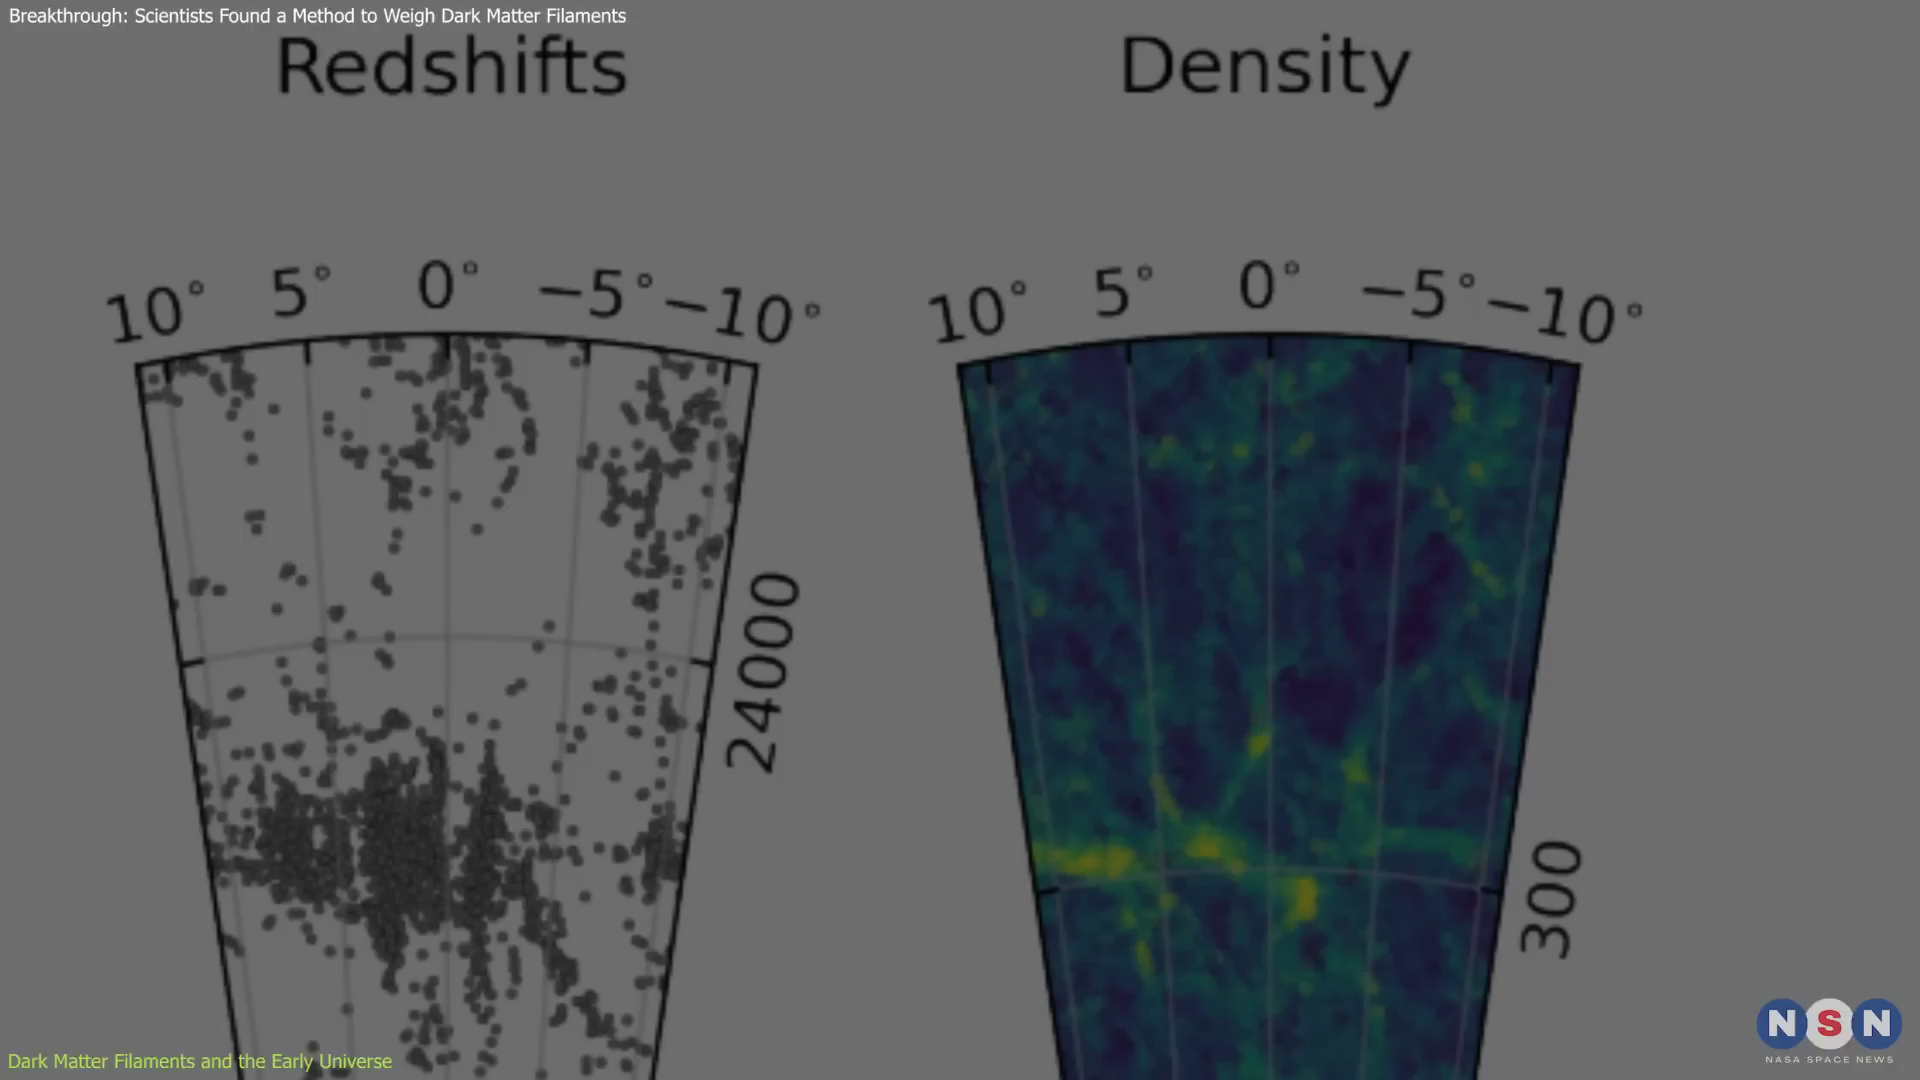 Breakthrough: Scientists Found a Method to Weigh Dark Matter Filaments
Redshifts
Density
10° 5° 0° −5° −10°
10° 5° 0° −5° −10°
24000
300
NSN
NASA SPACE NEWS
Dark Matter Filaments and the Early Universe